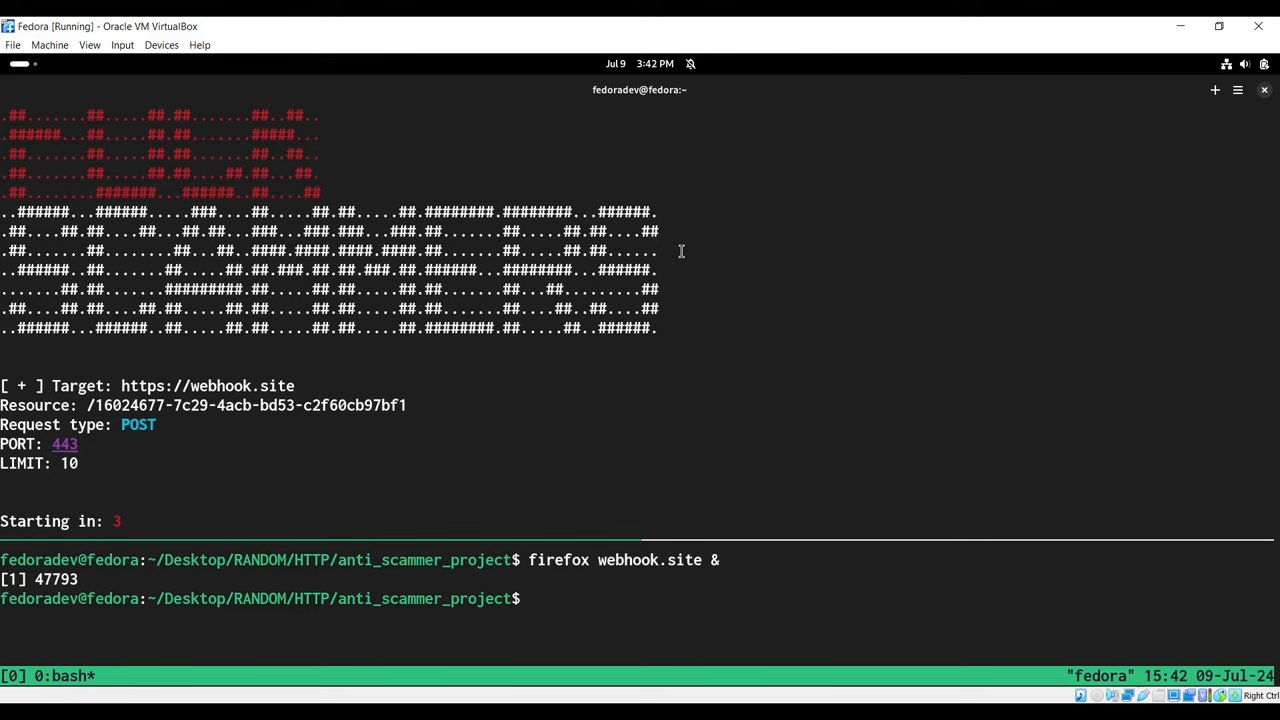 Fedora [Running] - Oracle VM VirtualBox
File Machine View Input Devices Help
Jul 9 3:42 PM
fedoradev@fedora:~
.##.......##.....##.##.......##..##..
.######...##.....##.##.......#####...
.##.......##.....##.##.......##..##..
.##.......##.....##.##....##.##...##.
.##........#######...######..##....##
..######...######.....###....##.....##.##.....##.########.########...######.
.##....##.##....##...##.##...###...###.###...###.##.......##.....##.##....##
.##.......##........##...##..####.####.####.####.##.......##.....##.##......
..######..##.......##.....##.##.###.##.##.###.##.######...########...######.
.......##.##.......#########.##.....##.##.....##.##.......##...##.........##
.##....##.##....##.##.....##.##.....##.##.....##.##.......##....##..##....##
..######...######..##.....##.##.....##.##.....##.########.##.....##..######.
[ + ] Target: https://webhook.site
Resource: /16024677-7c29-4acb-bd53-c2f60cb97bf1
Request type: POST
PORT: 443
LIMIT: 10
Starting in: 3
fedoradev@fedora:~/Desktop/RANDOM/HTTP/anti_scammer_project$ firefox webhook.site &
[1] 47793
fedoradev@fedora:~/Desktop/RANDOM/HTTP/anti_scammer_project$
[0] 0:bash* "fedora" 15:42 09-Jul-24
Right Ctrl